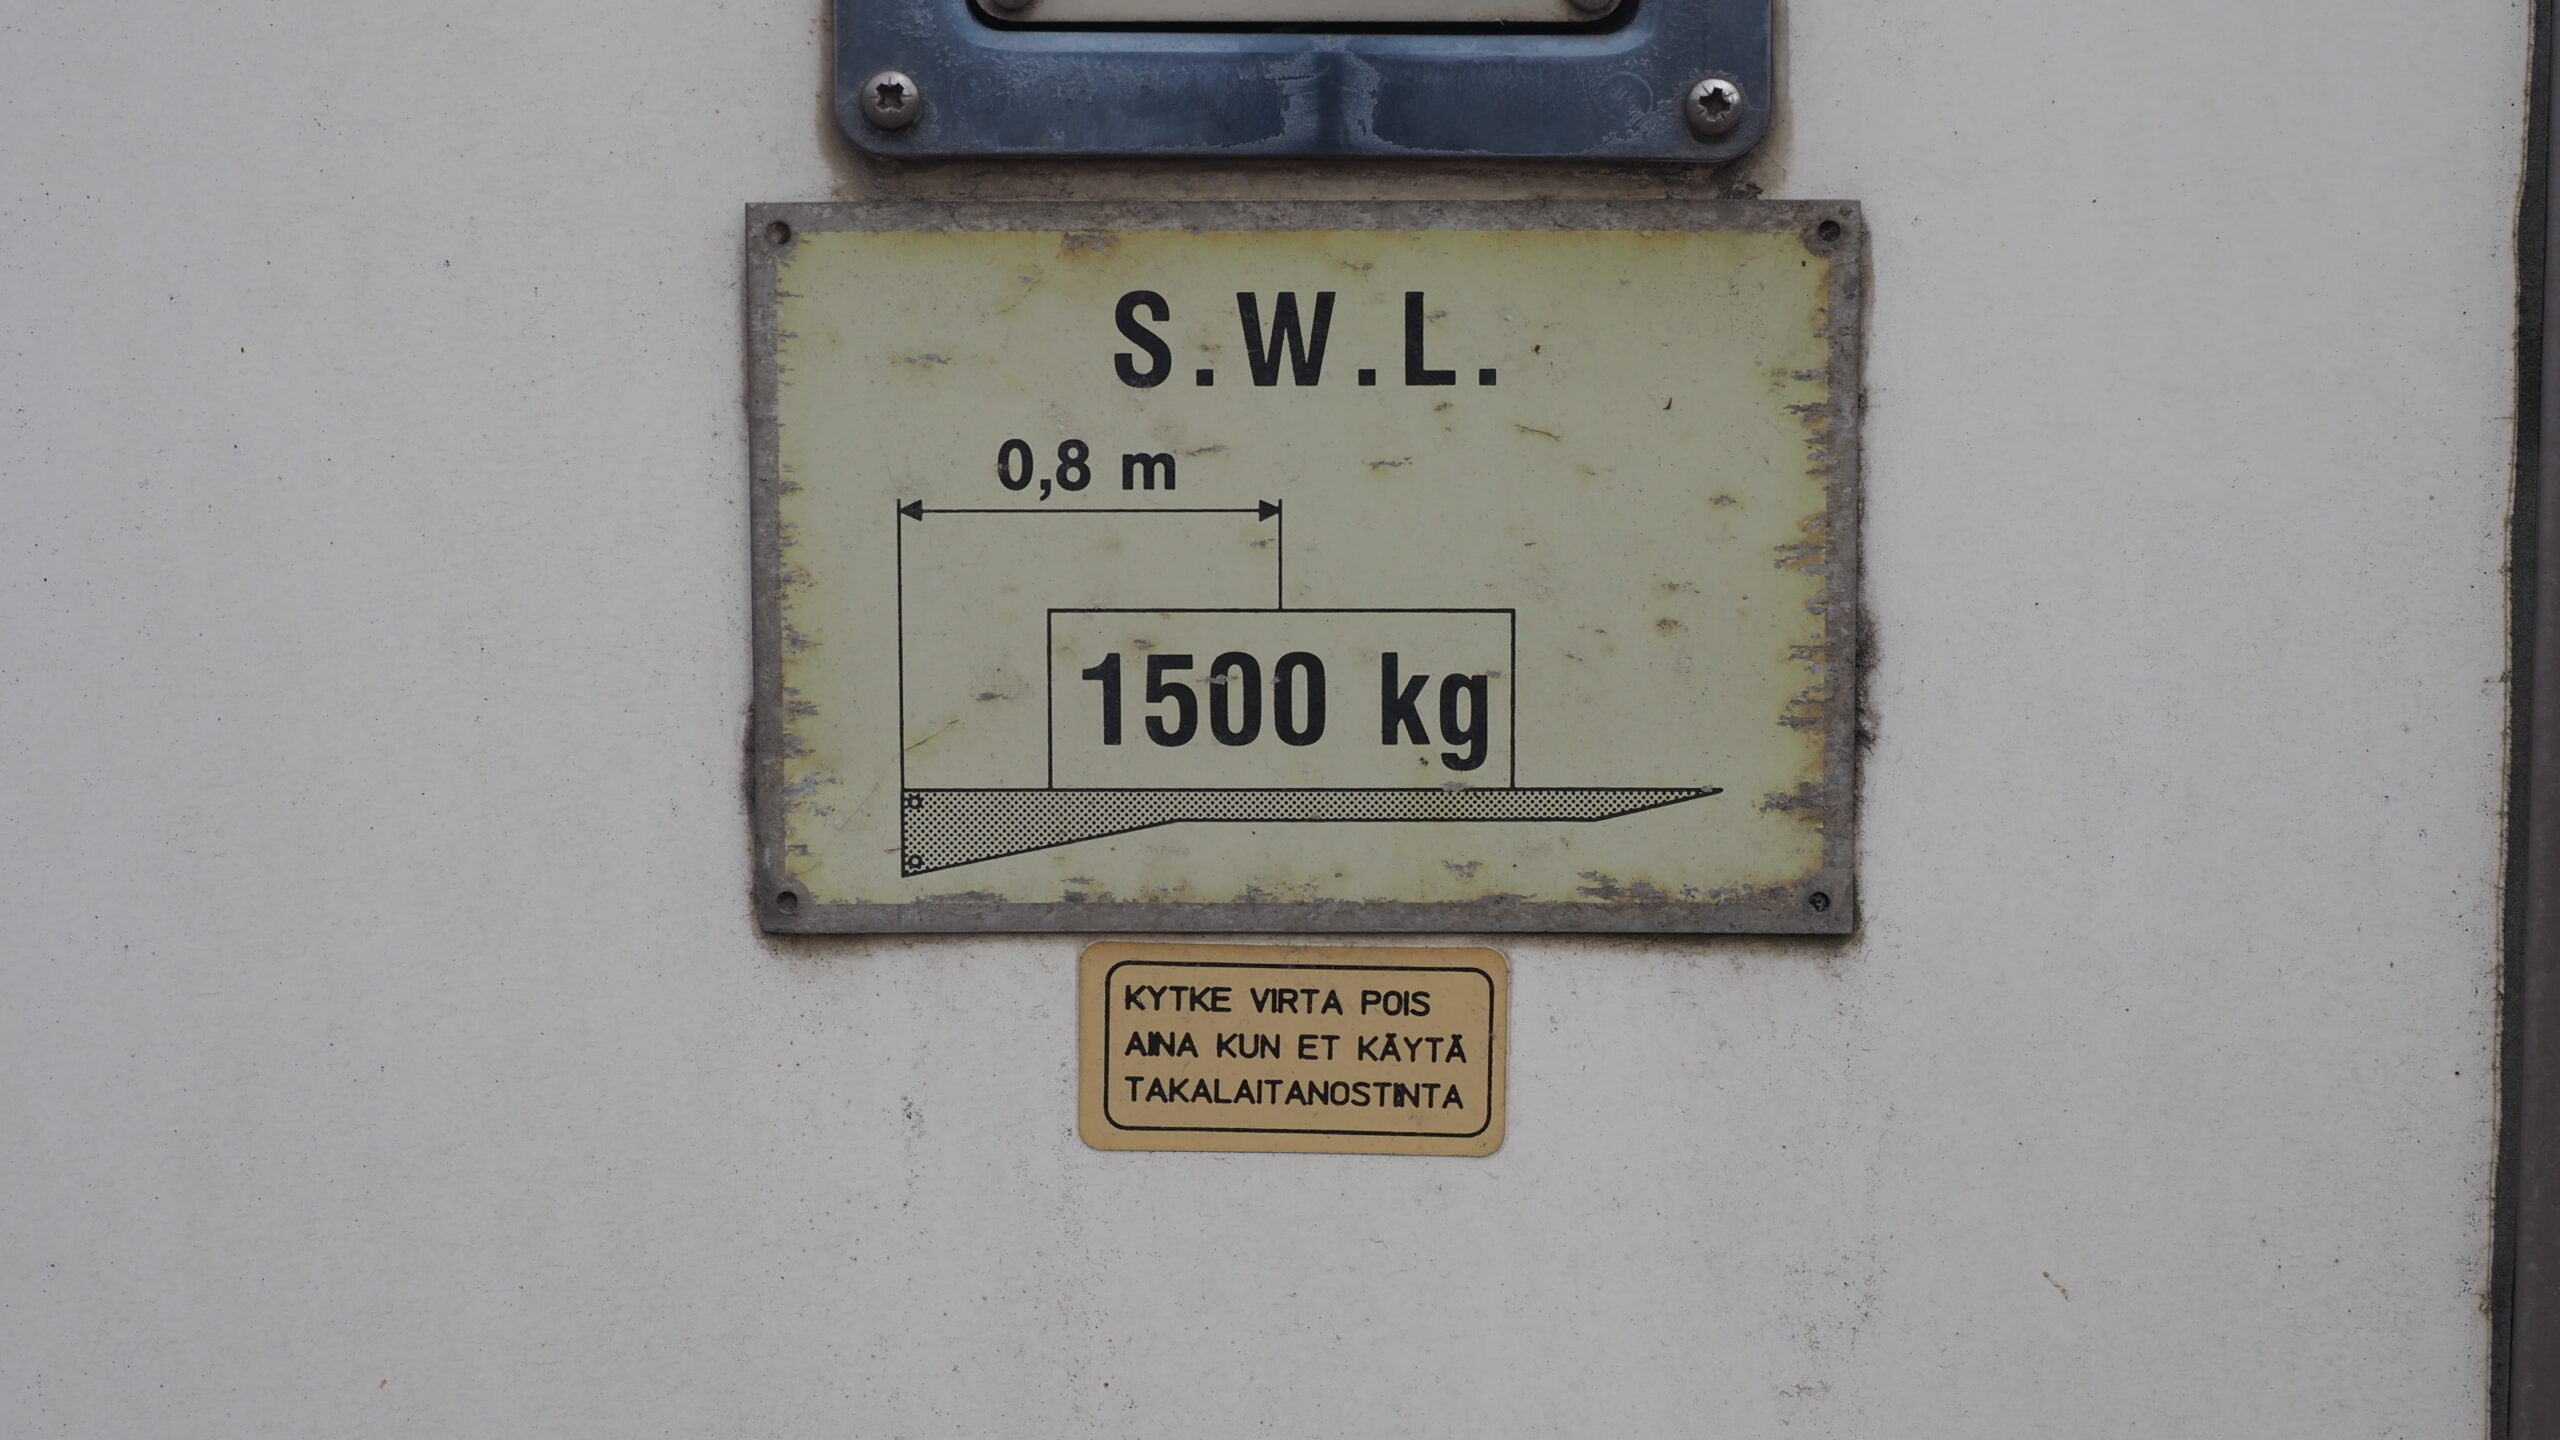 S.W.L.
0,8 m
1500 kg
KYTKE VIRTA POIS
AINA KUN ET KÄYTÄ
TAKALAITANOSTINTA